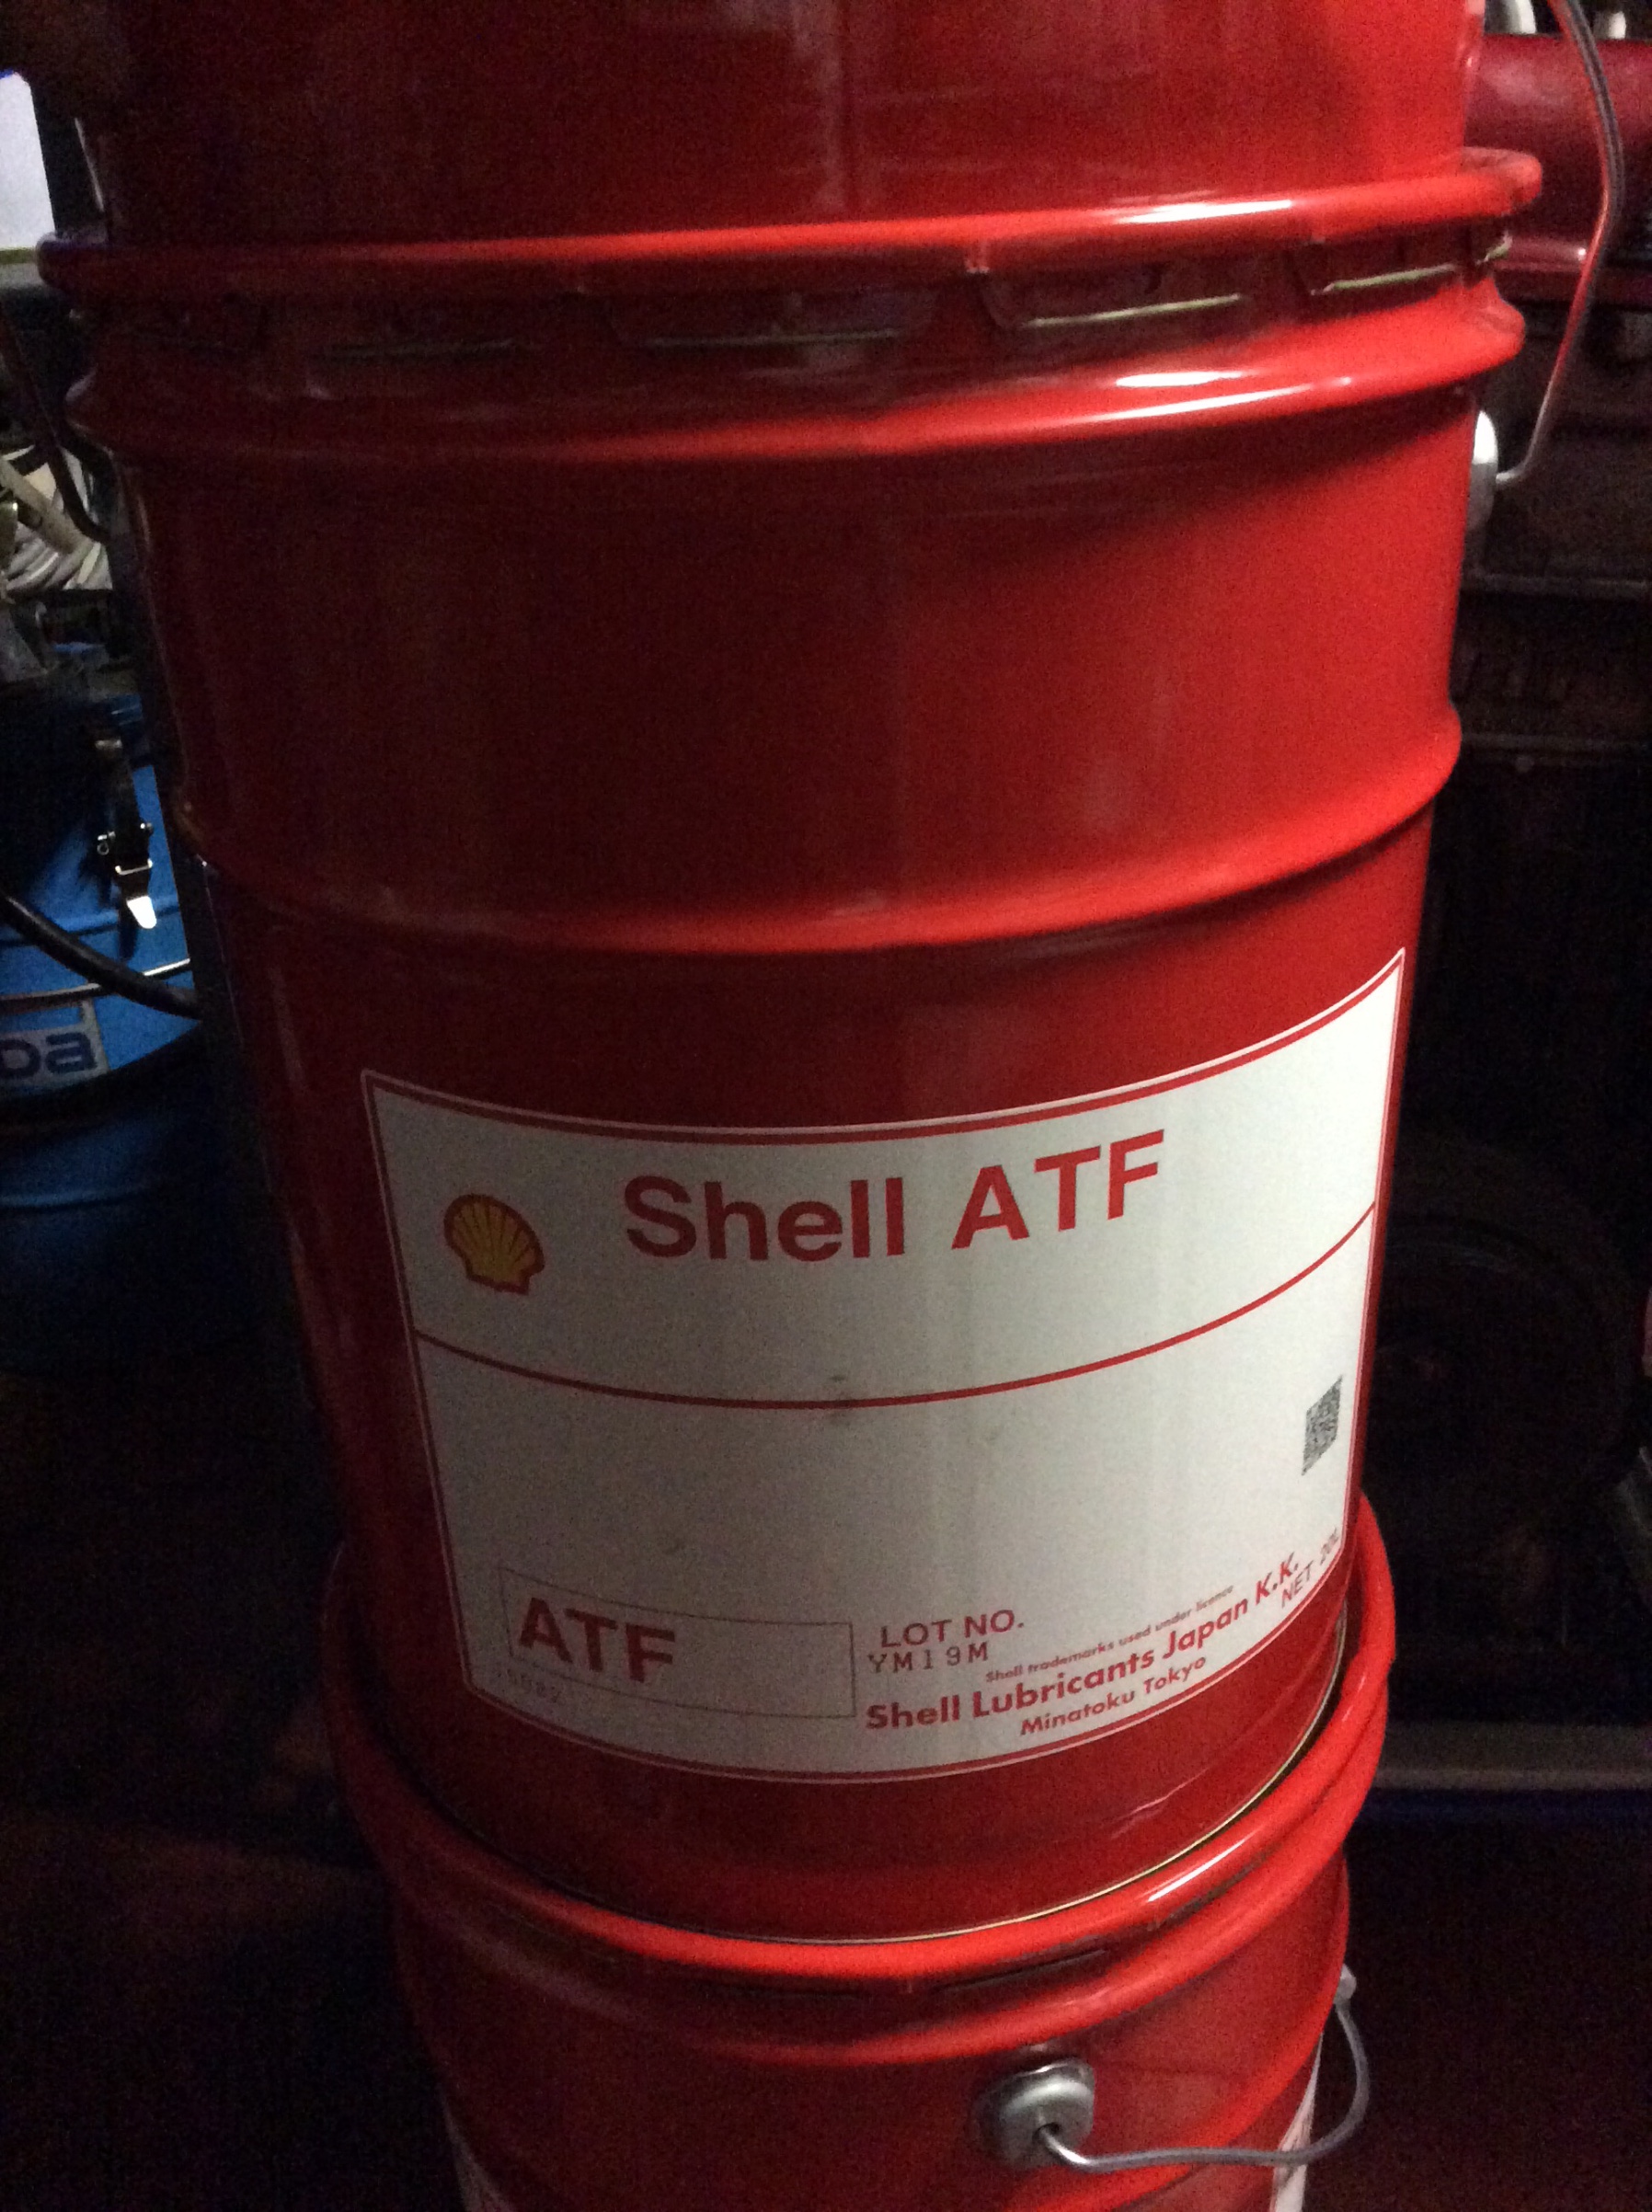 Shell ATF
ATF
LOT NO.
YM19M
Shell trademarks used under licence
Shell Lubricants Japan K.K.
Minatoku Tokyo
NET 20L